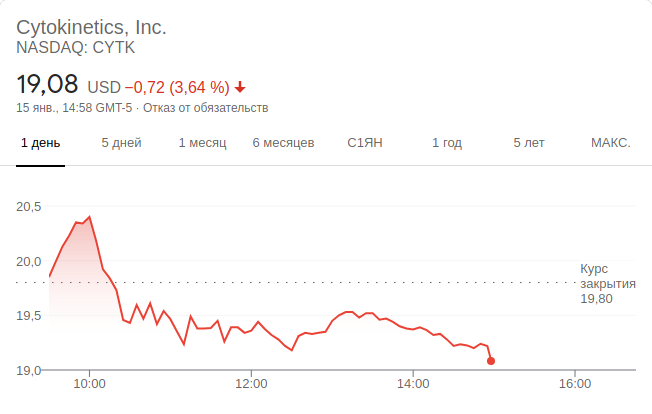 Cytokinetics, Inc.
NASDAQ: CYTK
19,08 USD −0,72 (3,64 %)
15 янв., 14:58 GMT-5 · Отказ от обязательств
1 день 5 дней 1 месяц 6 месяцев С1ЯН 1 год 5 лет МАКС.
20,5
20,0
Курс
закрытия
19.80
19.5
19,0
10:00 12:00 14:00 16:00